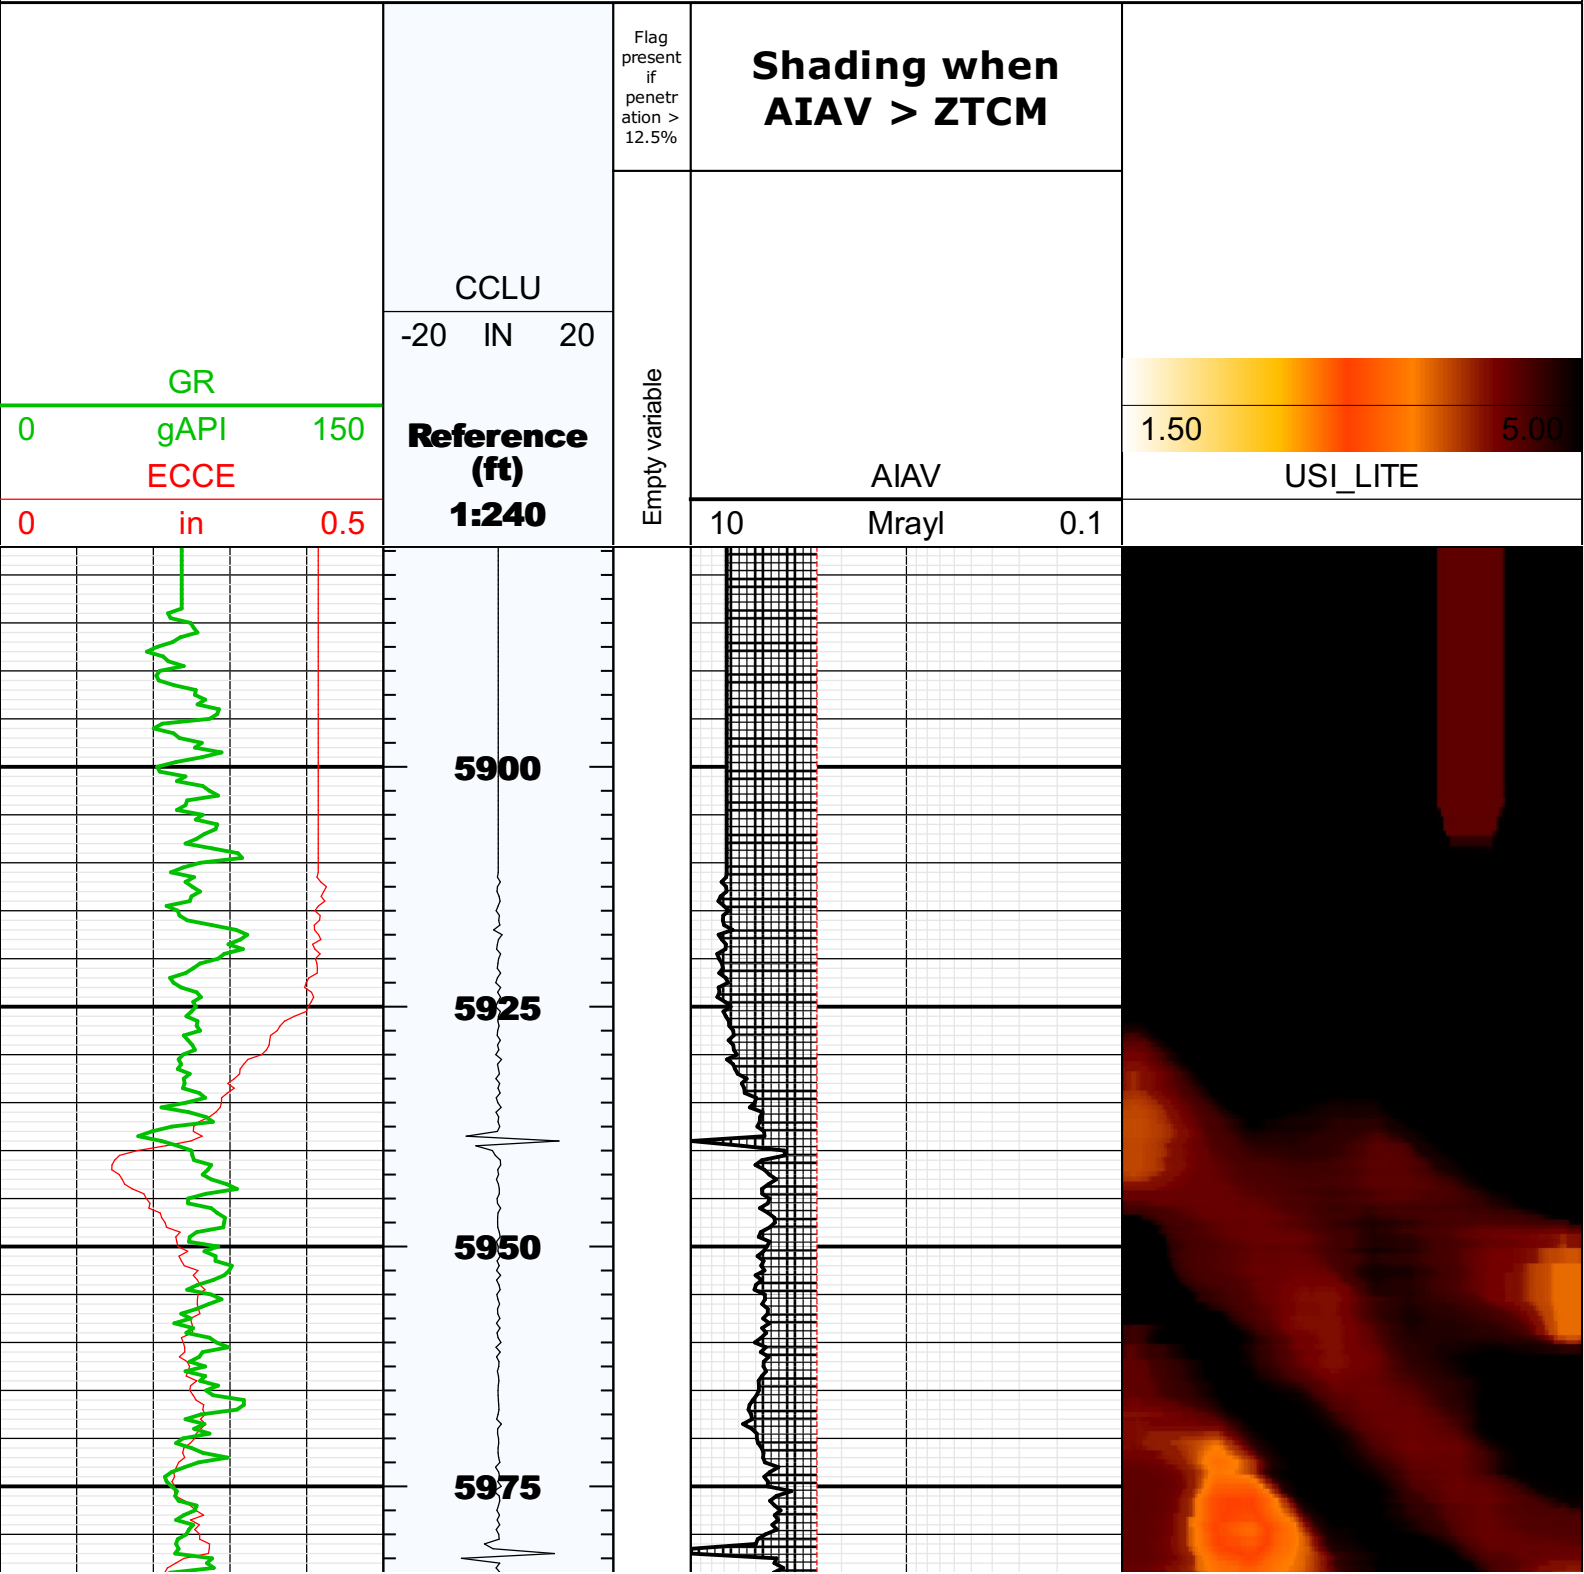 Flag
present
if
penetr
ation >
12.5%
Shading when
AIAV > ZTCM
CCLU
-20 IN 20
GR
0 gAPI 150
ECCE
0 in 0.5
Reference
(ft)
1:240
Empty variable
AIAV
10 Mrayl 0.1
1.50 5.00
USI_LITE
5900
5925
5950
5975